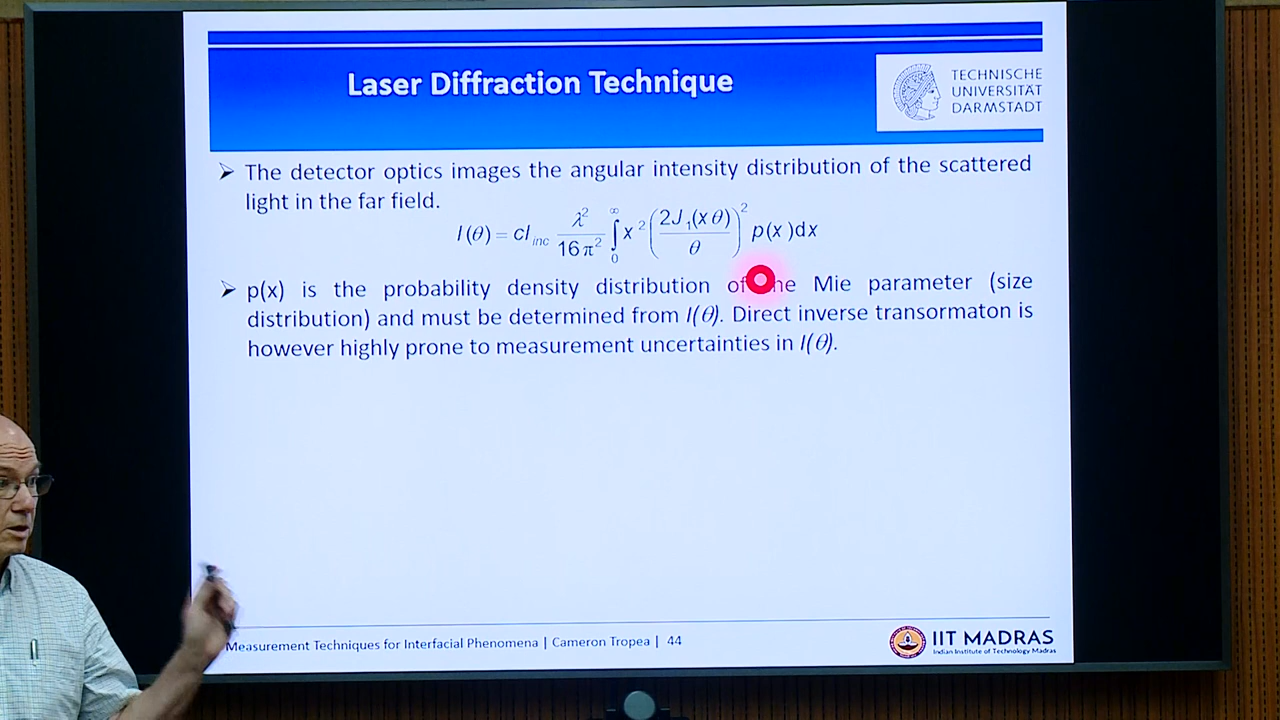 Laser Diffraction Technique
TECHNISCHE
UNIVERSITÄT
DARMSTADT
➢ The detector optics images the angular intensity distribution of the scattered
light in the far field.
I(θ) = cI_inc λ²/16π² ∫₀^∞ x² (2J₁(xθ)/θ)² p(x)dx
➢ p(x) is the probability density distribution of he Mie parameter (size
distribution) and must be determined from I(θ). Direct inverse transormaton is
however highly prone to measurement uncertainties in I(θ).
Measurement Techniques for Interfacial Phenomena | Cameron Tropea | 44
IIT MADRAS
Indian Institute of Technology Madras